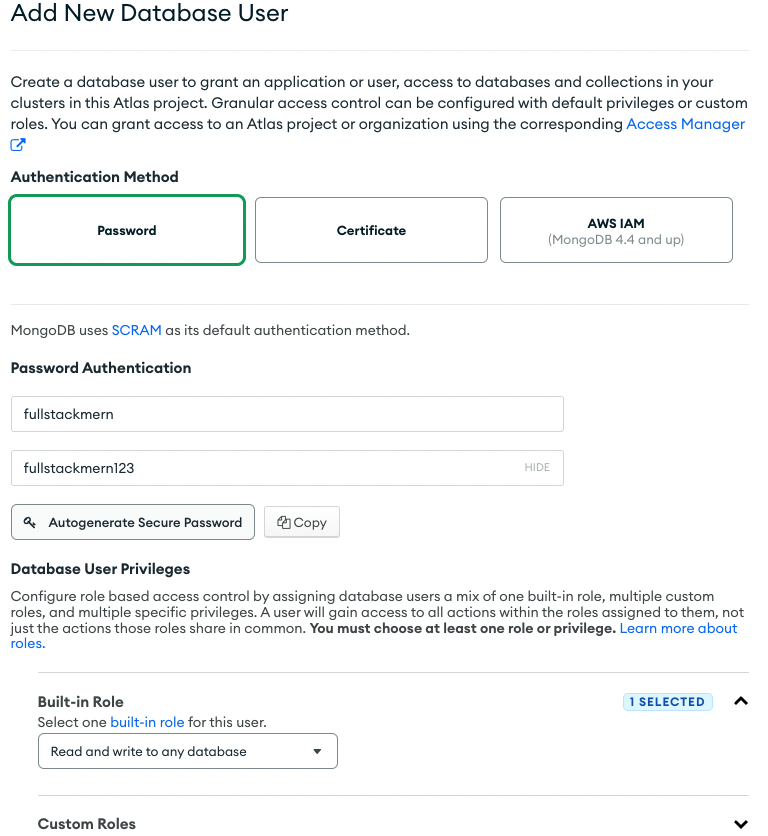 Add New Database User
Create a database user to grant an application or user, access to databases and collections in your
clusters in this Atlas project. Granular access control can be configured with default privileges or custom
roles. You can grant access to an Atlas project or organization using the corresponding Access Manager
Authentication Method
Password
Certificate
AWS IAM
(MongoDB 4.4 and up)
MongoDB uses SCRAM as its default authentication method.
Password Authentication
fullstackmern
fullstackmern123 HIDE
Autogenerate Secure Password Copy
Database User Privileges
Configure role based access control by assigning database users a mix of one built-in role, multiple custom
roles, and multiple specific privileges. A user will gain access to all actions within the roles assigned to them, not
just the actions those roles share in common. You must choose at least one role or privilege. Learn more about
roles.
Built-in Role 1 SELECTED
Select one built-in role for this user.
Read and write to any database
Custom Roles